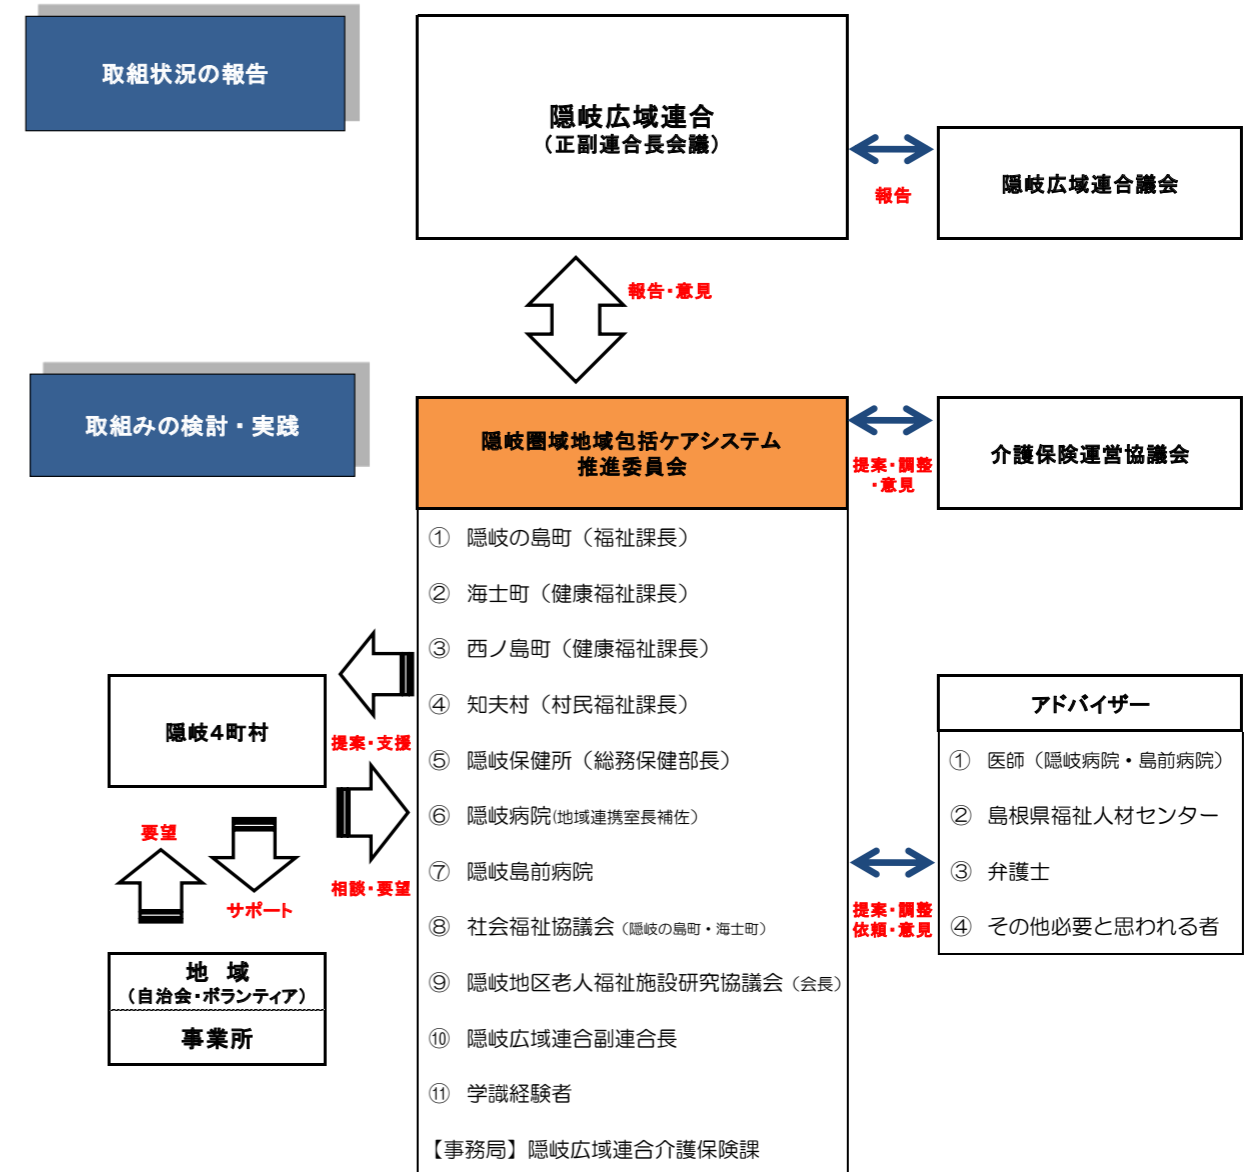 取組状況の報告
隠岐広域連合
（正副連合長会議）
報告
隠岐広域連合議会
報告・意見
取組みの検討・実践
隠岐圏域地域包括ケアシステム
推進委員会
提案・調整
・意見
介護保険運営協議会
① 隠岐の島町（福祉課長）
② 海士町（健康福祉課長）
③ 西ノ島町（健康福祉課長）
④ 知夫村（村民福祉課長）
⑤ 隠岐保健所（総務保健部長）
⑥ 隠岐病院(地域連携室長補佐)
⑦ 隠岐島前病院
⑧ 社会福祉協議会（隠岐の島町・海士町）
⑨ 隠岐地区老人福祉施設研究協議会（会長）
⑩ 隠岐広域連合副連合長
⑪ 学識経験者
【事務局】隠岐広域連合介護保険課
隠岐４町村
提案・支援
相談・要望
要望
サポート
地 域
（自治会・ボランティア）
事業所
提案・調整
依頼・意見
アドバイザー
① 医師（隠岐病院・島前病院）
② 島根県福祉人材センター
③ 弁護士
④ その他必要と思われる者